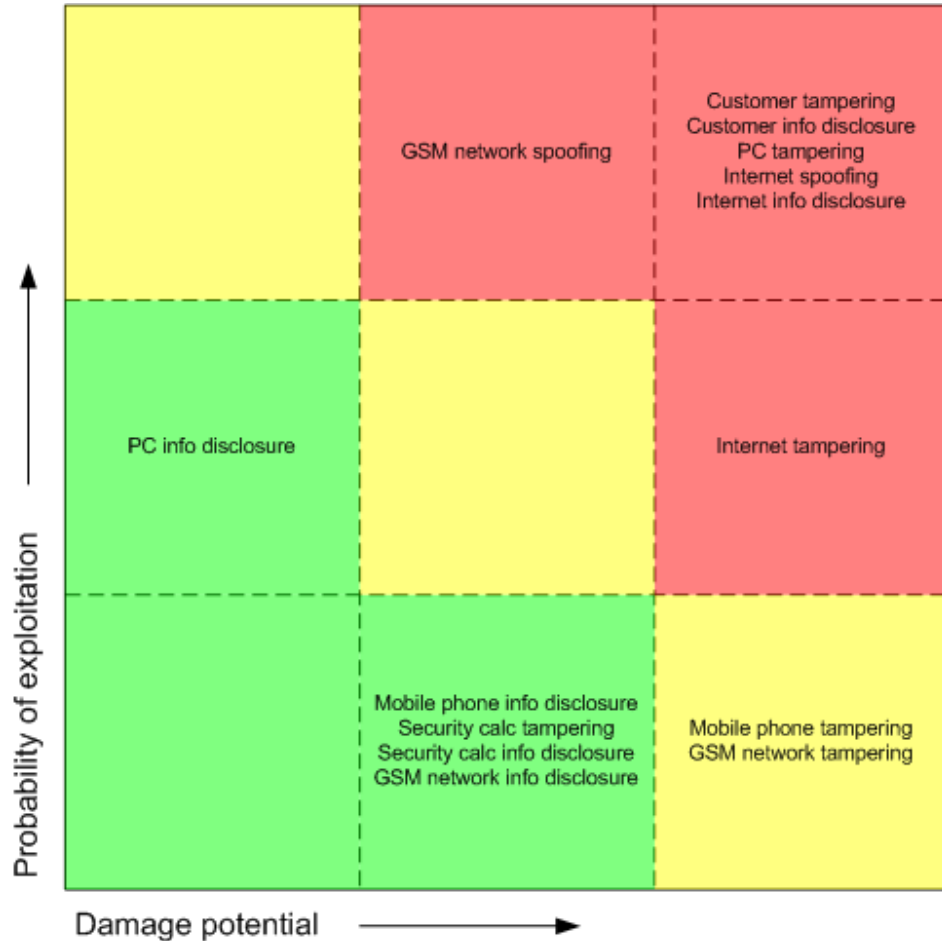 GSM network spoofing
Customer tampering
Customer info disclosure
PC tampering
Internet spoofing
Internet info disclosure
PC info disclosure
Internet tampering
Mobile phone info disclosure
Security calc tampering
Security calc info disclosure
GSM network info disclosure
Mobile phone tampering
GSM network tampering
Probability of exploitation
Damage potential